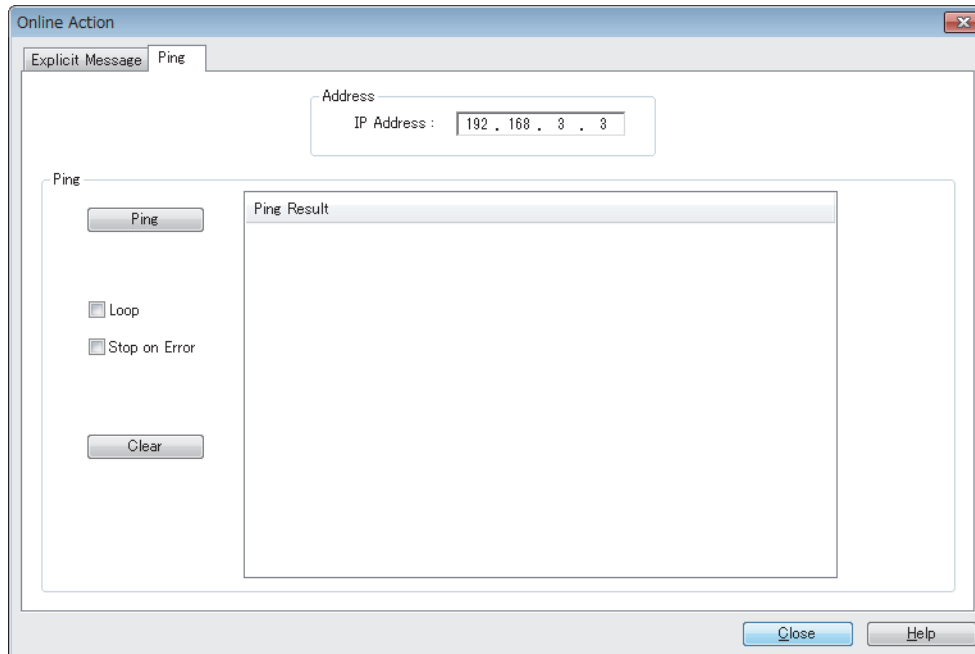 Online Action
Explicit Message Ping
Address
IP Address : 192 . 168 . 3 . 3
Ping
Ping
Ping Result
Loop
Stop on Error
Clear
Close Help